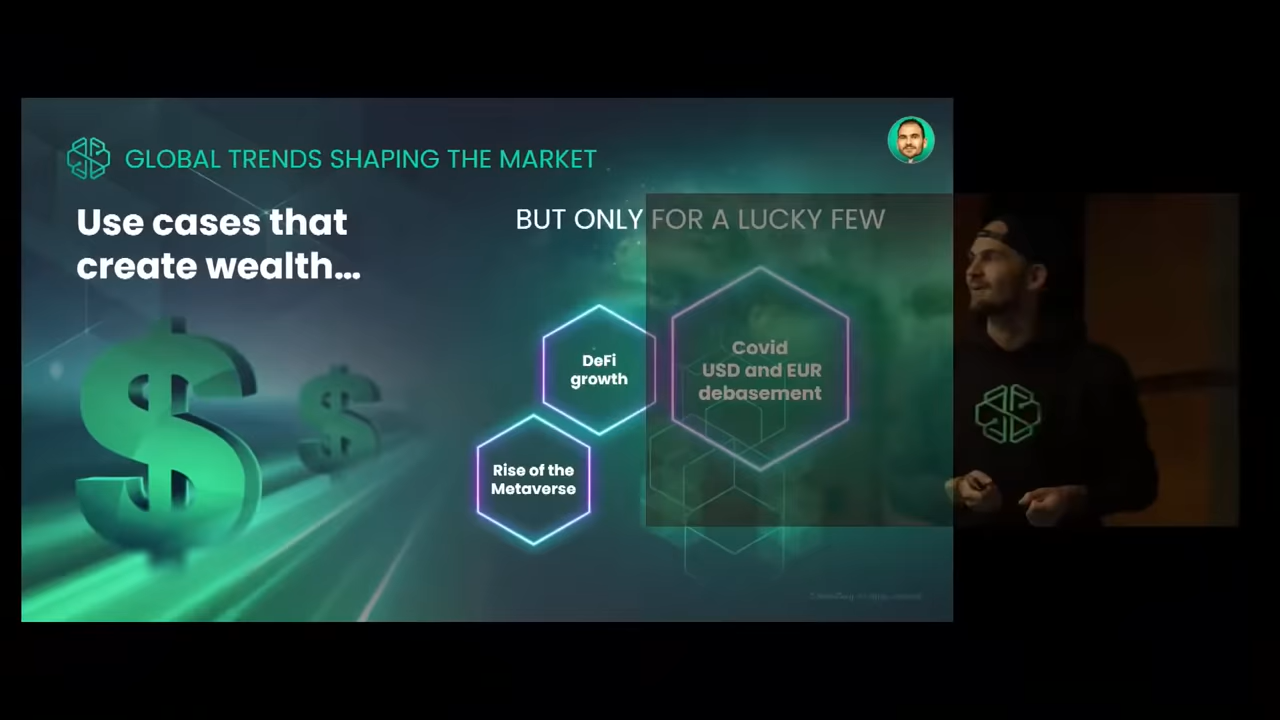 GLOBAL TRENDS SHAPING THE MARKET
Use cases that
create wealth...
BUT ONLY FOR A LUCKY FEW
DeFi
growth
Covid
USD and EUR
debasement
Rise of the
Metaverse